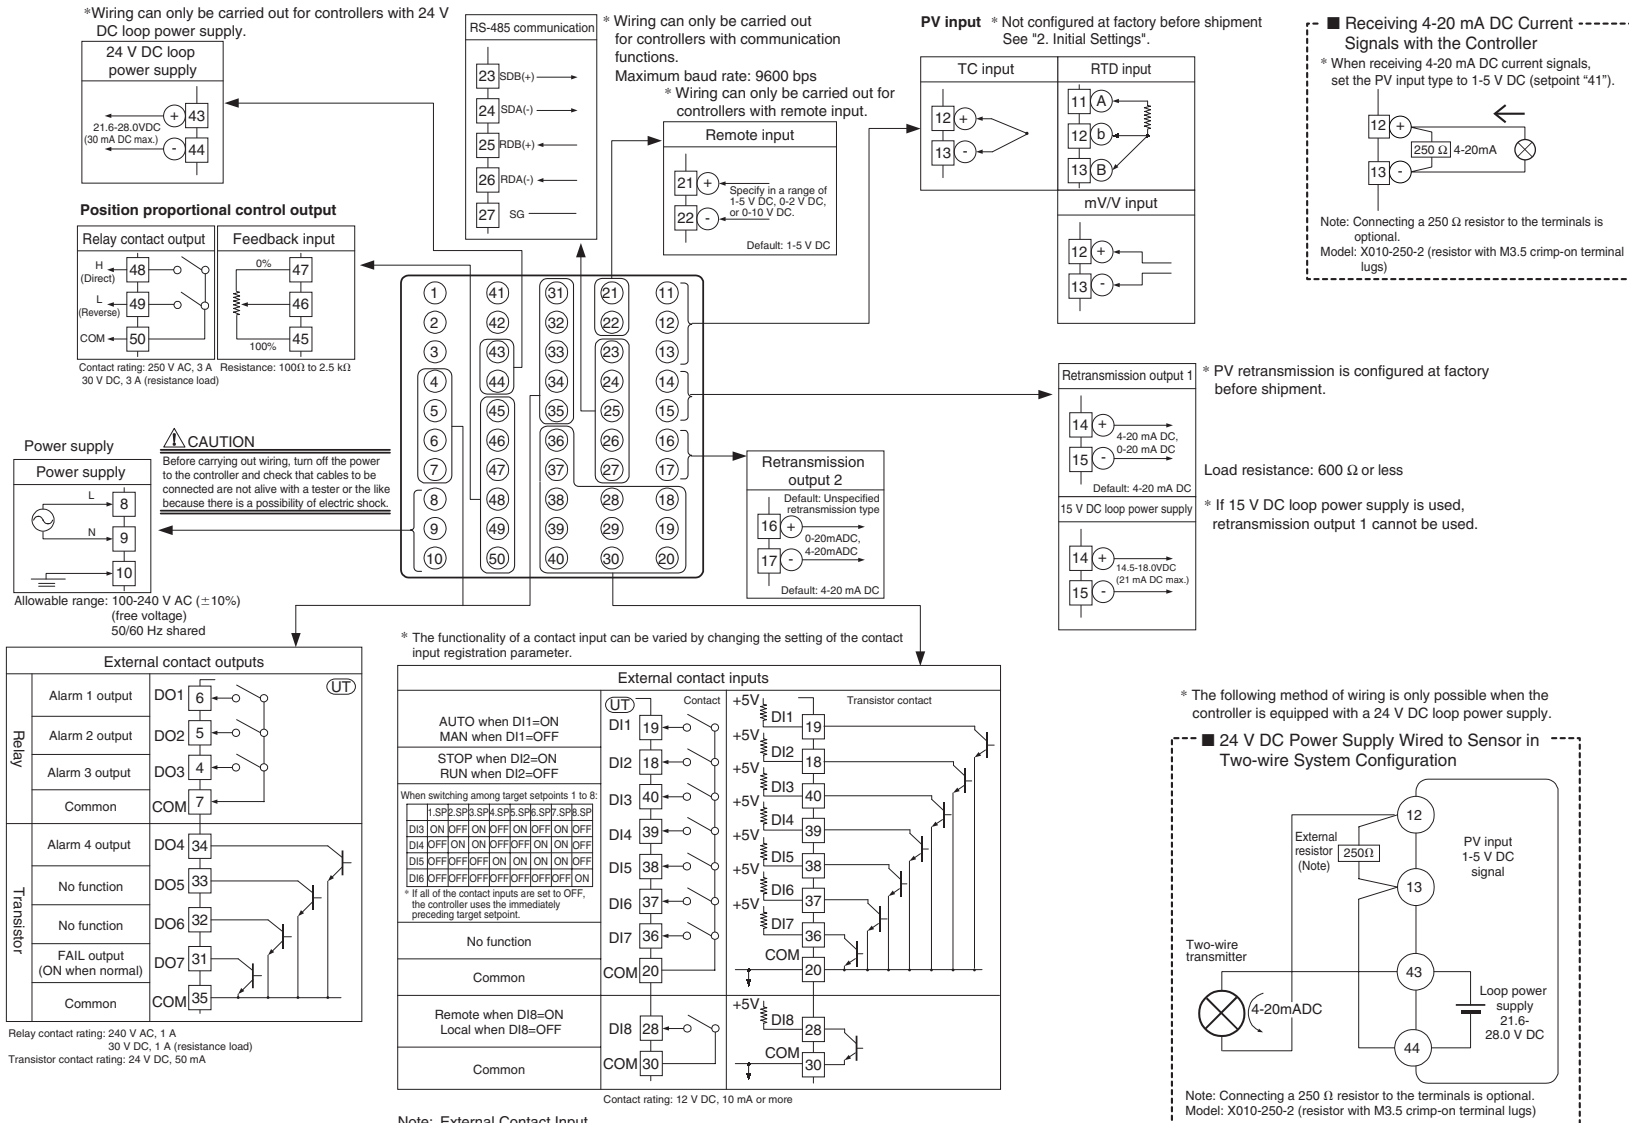 *Wiring can only be carried out for controllers with 24 V
DC loop power supply.
24 V DC loop
power supply
+
43
21.6-28.0VDC
(30 mA DC max.)
-
44
RS-485 communication
23 SDB(+)
24 SDA(-)
25 RDB(+)
26 RDA(-)
27 SG
* Wiring can only be carried out
for controllers with communication
functions.
Maximum baud rate: 9600 bps
* Wiring can only be carried out for
controllers with remote input.
Remote input
21 +
Specify in a range of
1-5 V DC, 0-2 V DC,
or 0-10 V DC.
22 -
Default: 1-5 V DC
PV input * Not configured at factory before shipment
See "2. Initial Settings".
TC input
12 +
13 -
RTD input
11 A
12 b
13 B
mV/V input
12 +
13 -
■ Receiving 4-20 mA DC Current
Signals with the Controller
* When receiving 4-20 mA DC current signals,
set the PV input type to 1-5 V DC (setpoint “41”).
12 +
250 Ω 4-20mA
13 -
Note: Connecting a 250 Ω resistor to the terminals is
optional.
Model: X010-250-2 (resistor with M3.5 crimp-on terminal
lugs)
Position proportional control output
Relay contact output
H
(Direct)
48
L
(Reverse)
49
COM 50
Feedback input
0% 47
46
100% 45
Contact rating: 250 V AC, 3 A
30 V DC, 3 A (resistance load)
Resistance: 100Ω to 2.5 kΩ
1 41 31 21 11
2 42 32 22 12
3 43 33 23 13
4 44 34 24 14
5 45 35 25 15
6 46 36 26 16
7 47 37 27 17
8 48 38 28 18
9 49 39 29 19
10 50 40 30 20
Power supply
Power supply
L 8
N 9
10
Allowable range: 100-240 V AC (±10%)
(free voltage)
50/60 Hz shared
CAUTION
Before carrying out wiring, turn off the power
to the controller and check that cables to be
connected are not alive with a tester or the like
because there is a possibility of electric shock.
Retransmission
output 2
Default: Unspecified
retransmission type
16 +
0-20mADC,
4-20mADC
17 -
Default: 4-20 mA DC
Retransmission output 1
14 +
4-20 mA DC,
0-20 mA DC
15 -
Default: 4-20 mA DC
15 V DC loop power supply
14 +
14.5-18.0VDC
(21 mA DC max.)
15 -
* PV retransmission is configured at factory
before shipment.
Load resistance: 600 Ω or less
* If 15 V DC loop power supply is used,
retransmission output 1 cannot be used.
External contact outputs
UT
Relay
Alarm 1 output DO1 6
Alarm 2 output DO2 5
Alarm 3 output DO3 4
Common COM 7
Transistor
Alarm 4 output DO4 34
No function DO5 33
No function DO6 32
FAIL output
(ON when normal)
DO7 31
Common COM 35
Relay contact rating: 240 V AC, 1 A
30 V DC, 1 A (resistance load)
Transistor contact rating: 24 V DC, 50 mA
* The functionality of a contact input can be varied by changing the setting of the contact
input registration parameter.
External contact inputs
AUTO when DI1=ON
MAN when DI1=OFF
STOP when DI2=ON
RUN when DI2=OFF
When switching among target setpoints 1 to 8:
1.SP 2.SP 3.SP 4.SP 5.SP 6.SP 7.SP 8.SP
DI3 ON OFF ON OFF ON OFF ON OFF
DI4 OFF ON ON OFF OFF ON ON OFF
DI5 OFF OFF OFF ON ON ON ON OFF
DI6 OFF OFF OFF OFF OFF OFF OFF ON
* If all of the contact inputs are set to OFF,
the controller uses the immediately
preceding target setpoint.
No function
Common
Remote when DI8=ON
Local when DI8=OFF
Common
UT Contact
DI1 19
DI2 18
DI3 40
DI4 39
DI5 38
DI6 37
DI7 36
COM 20
DI8 28
COM 30
Transistor contact
+5V DI1 19
+5V DI2 18
+5V DI3 40
+5V DI4 39
+5V DI5 38
+5V DI6 37
+5V DI7 36
COM 20
+5V DI8 28
COM 30
Contact rating: 12 V DC, 10 mA or more
Note: External Contact Input
* The following method of wiring is only possible when the
controller is equipped with a 24 V DC loop power supply.
■ 24 V DC Power Supply Wired to Sensor in
Two-wire System Configuration
12
External
resistor
(Note)
250Ω
PV input
1-5 V DC
signal
13
Two-wire
transmitter
4-20mADC
43
Loop power
supply
21.6-
28.0 V DC
44
Note: Connecting a 250 Ω resistor to the terminals is optional.
Model: X010-250-2 (resistor with M3.5 crimp-on terminal lugs)